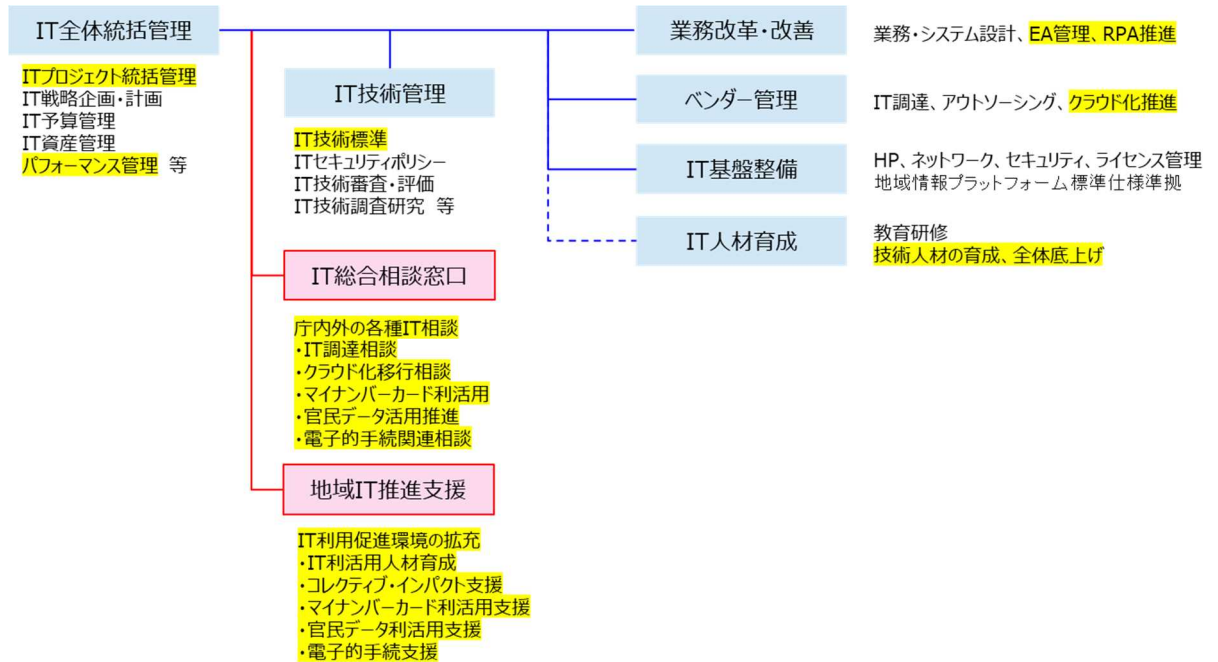 IT全体統括管理
ITプロジェクト統括管理
IT戦略企画・計画
IT予算管理
IT資産管理
パフォーマンス管理 等
IT技術管理
IT技術標準
ITセキュリティポリシー
IT技術審査・評価
IT技術調査研究 等
IT総合相談窓口
庁内外の各種IT相談
・IT調達相談
・クラウド化移行相談
・マイナンバーカード利活用
・官民データ活用推進
・電子的手続関連相談
地域IT推進支援
IT利用促進環境の拡充
・IT利活用人材育成
・コレクティブ・インパクト支援
・マイナンバーカード利活用支援
・官民データ利活用支援
・電子的手続支援
業務改革・改善
業務・システム設計、EA管理、RPA推進
ベンダー管理
IT調達、アウトソーシング、クラウド化推進
IT基盤整備
HP、ネットワーク、セキュリティ、ライセンス管理
地域情報プラットフォーム標準仕様準拠
IT人材育成
教育研修
技術人材の育成、全体底上げ